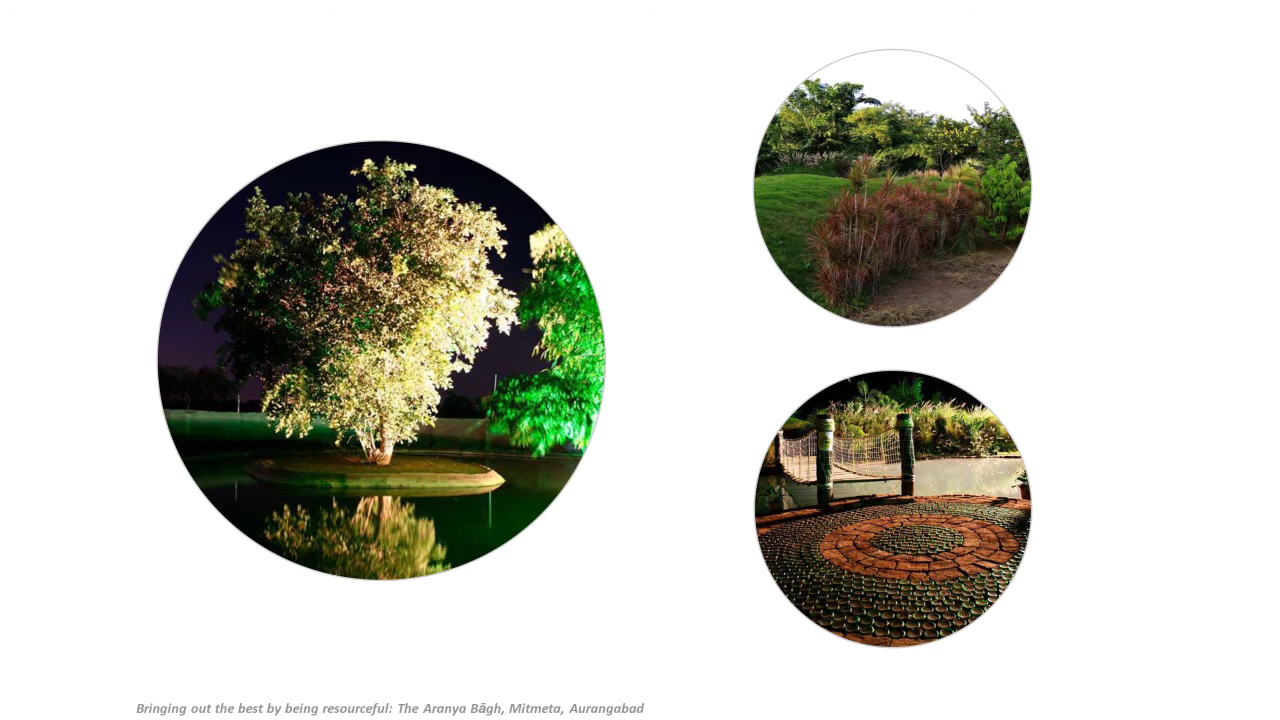 Bringing out the best by being resourceful: The Aranya Bāgh, Mitmeta, Aurangabad